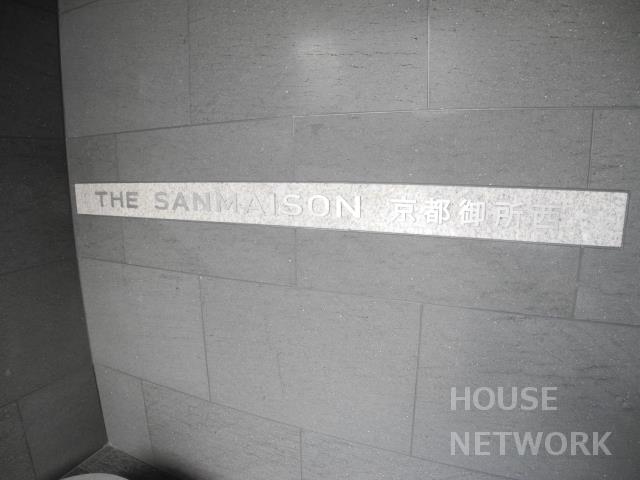 THE SANMAISON 京都御所西
HOUSE
NETWORK